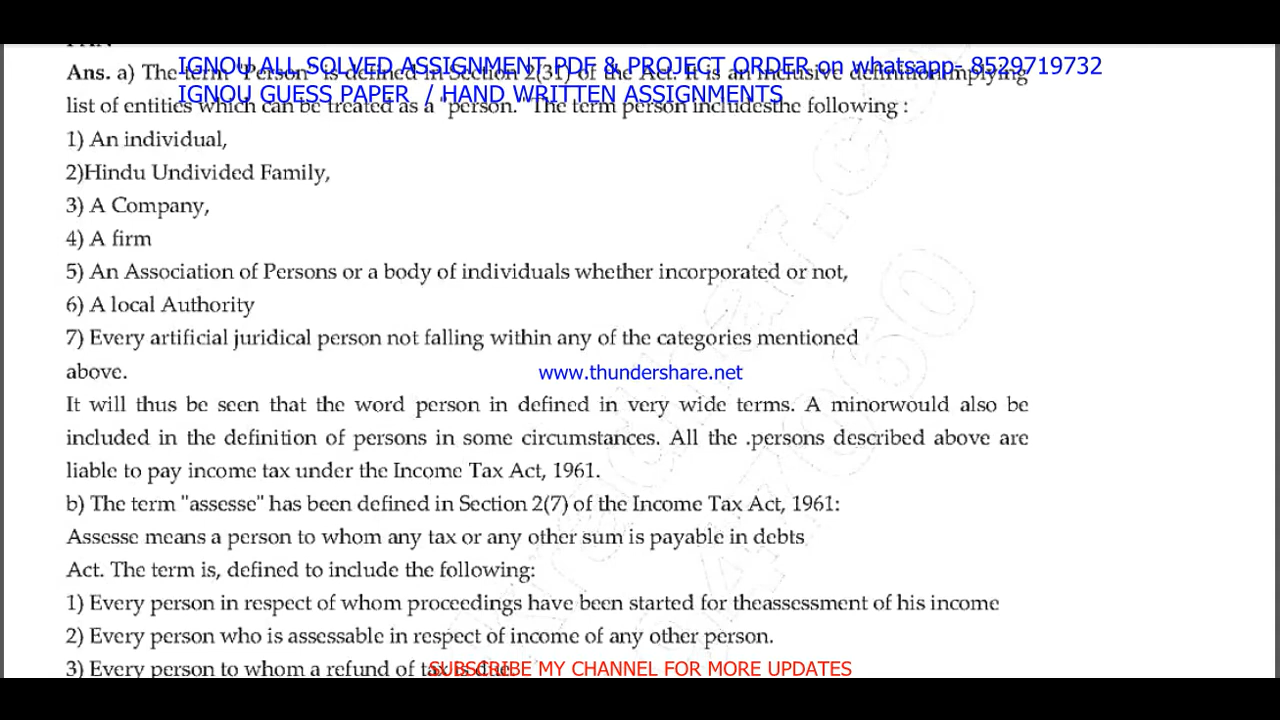 IGNOU ALL SOLVED ASSIGNMENT PDF & PROJECT ORDER on whatsapp- 8529719732
Ans. a) The term "Person" is defined in Section 2(31) of the Act. It is an inclusive definition implying
IGNOU GUESS PAPER / HAND WRITTEN ASSIGNMENTS
list of entities which can be treated as a "person." The term person includesthe following :
1) An individual,
2)Hindu Undivided Family,
3) A Company,
4) A firm
5) An Association of Persons or a body of individuals whether incorporated or not,
6) A local Authority
7) Every artificial juridical person not falling within any of the categories mentioned
above.
www.thundershare.net
It will thus be seen that the word person in defined in very wide terms. A minorwould also be
included in the definition of persons in some circumstances. All the .persons described above are
liable to pay income tax under the Income Tax Act, 1961.
b) The term "assesse" has been defined in Section 2(7) of the Income Tax Act, 1961:
Assesse means a person to whom any tax or any other sum is payable in debts
Act. The term is, defined to include the following:
1) Every person in respect of whom proceedings have been started for theassessment of his income
2) Every person who is assessable in respect of income of any other person.
3) Every person to whom a refund of tax is due.
SUBSCRIBE MY CHANNEL FOR MORE UPDATES